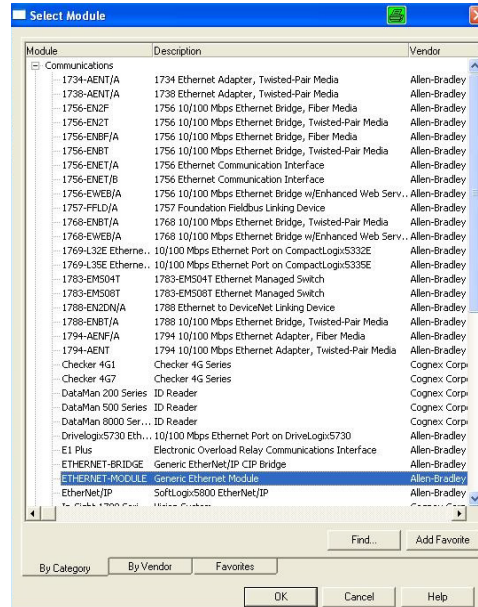 Select Module
Module Description Vendor
Communications
1734-AENT/A 1734 Ethernet Adapter, Twisted-Pair Media Allen-Bradley
1738-AENT/A 1738 Ethernet Adapter, Twisted-Pair Media Allen-Bradley
1756-EN2F 1756 10/100 Mbps Ethernet Bridge, Fiber Media Allen-Bradley
1756-EN2T 1756 10/100 Mbps Ethernet Bridge, Twisted-Pair Media Allen-Bradley
1756-ENBF/A 1756 10/100 Mbps Ethernet Bridge, Fiber Media Allen-Bradley
1756-ENBT 1756 10/100 Mbps Ethernet Bridge, Twisted-Pair Media Allen-Bradley
1756-ENET/A 1756 Ethernet Communication Interface Allen-Bradley
1756-ENET/B 1756 Ethernet Communication Interface Allen-Bradley
1756-EWEB/A 1756 10/100 Mbps Ethernet Bridge w/Enhanced Web Serv.. Allen-Bradley
1757-FFLD/A 1757 Foundation Fieldbus Linking Device Allen-Bradley
1768-ENBT/A 1768 10/100 Mbps Ethernet Bridge, Twisted-Pair Media Allen-Bradley
1768-EWEB/A 1768 10/100 Mbps Ethernet Bridge w/Enhanced Web Serv.. Allen-Bradley
1769-L32E Etherne.. 10/100 Mbps Ethernet Port on CompactLogix5332E Allen-Bradley
1769-L35E Etherne.. 10/100 Mbps Ethernet Port on CompactLogix5335E Allen-Bradley
1783-EMS04T 1783-EMS04T Ethernet Managed Switch Allen-Bradley
1783-EMS08T 1783-EMS08T Ethernet Managed Switch Allen-Bradley
1788-EN2DN/A 1788 Ethernet to DeviceNet Linking Device Allen-Bradley
1788-ENBT/A 1788 10/100 Mbps Ethernet Bridge, Twisted-Pair Media Allen-Bradley
1794-AENF/A 1794 10/100 Mbps Ethernet Adapter, Fiber Media Allen-Bradley
1794-AENT 1794 10/100 Mbps Ethernet Adapter, Twisted-Pair Media Allen-Bradley
Checker 4G1 Checker 4G Series Cognex Corp
Checker 4G7 Checker 4G Series Cognex Corp
DataMan 200 Series ID Reader Cognex Corp
DataMan 500 Series ID Reader Cognex Corp
DataMan 8000 Ser... ID Reader Cognex Corp
Drivelogix5730 Eth... 10/100 Mbps Ethernet Port on DriveLogix5730 Allen-Bradley
E1 Plus Electronic Overload Relay Communications Interface Allen-Bradley
ETHERNET-BRIDGE Generic EtherNet/IP CIP Bridge Allen-Bradley
ETHERNET-MODULE Generic Ethernet Module Allen-Bradley
EtherNet/IP SoftLogix5800 EtherNet/IP Allen-Bradley
Find... Add Favorite
By Category By Vendor Favorites
OK Cancel Help